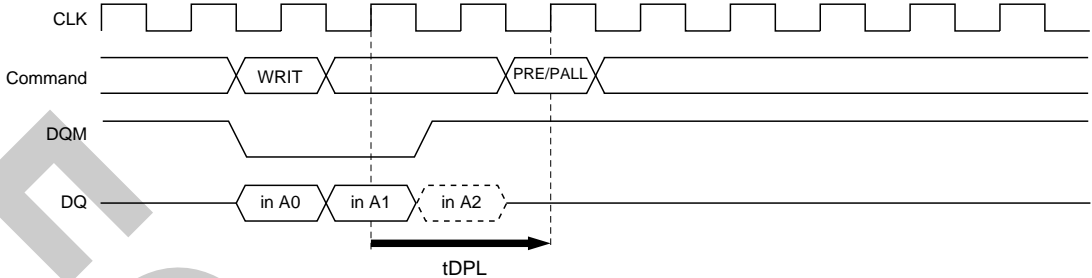 CLK
Command WRIT PRE/PALL
DQM
DQ in A0 in A1 in A2
tDPL